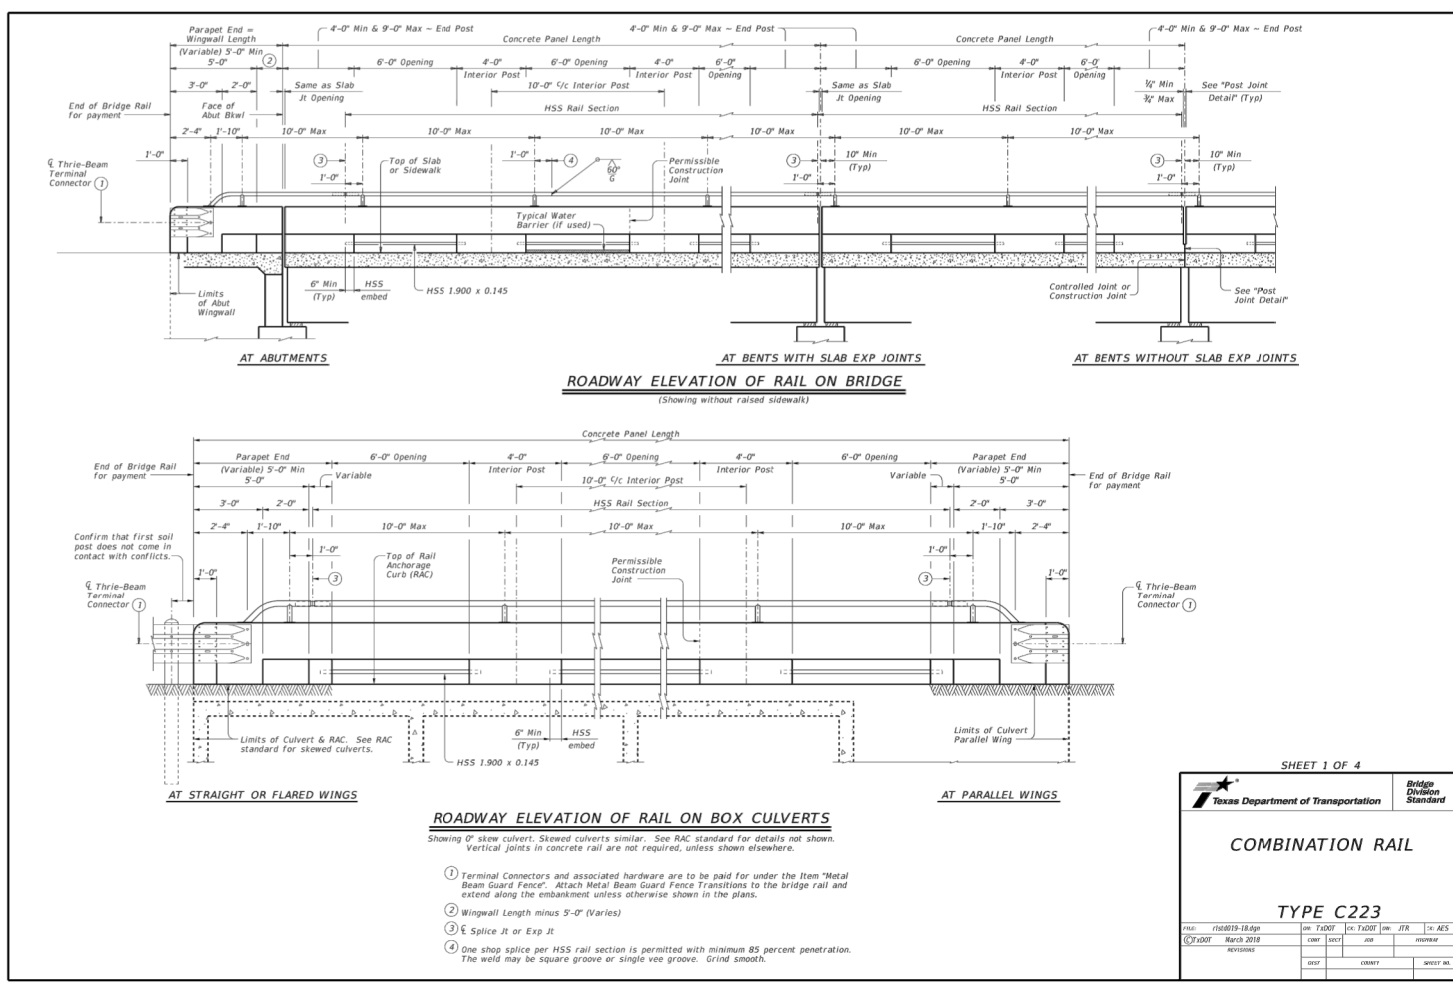 Parapet End =
Wingwall Length
(Variable) 5'-0" Min
5'-0"
2
4'-0" Min & 9'-0" Max ~ End Post
Concrete Panel Length
4'-0" Min & 9'-0" Max ~ End Post
Concrete Panel Length
4'-0" Min & 9'-0" Max ~ End Post
6'-0" Opening
4'-0"
Interior Post
6'-0" Opening
4'-0"
Interior Post
6'-0"
Opening
6'-0" Opening
4'-0"
Interior Post
6'-0"
Opening
3'-0"
2'-0"
Same as Slab
Jt Opening
10'-0" C/c Interior Post
Same as Slab
Jt Opening
¼" Min
¾" Max
See "Post Joint
Detail" (Typ)
End of Bridge Rail
for payment
Face of
Abut Bkwl
HSS Rail Section
HSS Rail Section
2'-4"
1'-10"
10'-0" Max
10'-0" Max
10'-0" Max
10'-0" Max
10'-0" Max
10'-0" Max
1'-0"
℄ Thrie-Beam
Terminal
Connector 1
3
1'-0"
Top of Slab
or Sidewalk
1'-0"
4
60°
G
Permissible
Construction
Joint
3
10" Min
(Typ)
1'-0"
3
10" Min
(Typ)
1'-0"
Typical Water
Barrier (if used)
Limits
of Abut
Wingwall
6" Min
(Typ)
HSS
embed
HSS 1.900 x 0.145
Controlled Joint or
Construction Joint
See "Post
Joint Detail"
AT ABUTMENTS
AT BENTS WITH SLAB EXP JOINTS
AT BENTS WITHOUT SLAB EXP JOINTS
ROADWAY ELEVATION OF RAIL ON BRIDGE
(Showing without raised sidewalk)
Concrete Panel Length
End of Bridge Rail
for payment
Parapet End
(Variable) 5'-0" Min
5'-0"
Variable
6'-0" Opening
4'-0"
Interior Post
6'-0" Opening
4'-0"
Interior Post
6'-0" Opening
Variable
Parapet End
(Variable) 5'-0" Min
5'-0"
End of Bridge Rail
for payment
10'-0" C/c Interior Post
3'-0"
2'-0"
HSS Rail Section
2'-0"
3'-0"
2'-4"
1'-10"
10'-0" Max
10'-0" Max
10'-0" Max
1'-10"
2'-4"
Confirm that first soil
post does not come in
contact with conflicts.
1'-0"
1'-0"
3
Top of Rail
Anchorage
Curb (RAC)
Permissible
Construction
Joint
1'-0"
3
1'-0"
℄ Thrie-Beam
Terminal
Connector 1
℄ Thrie-Beam
Terminal
Connector 1
Limits of Culvert & RAC. See RAC
standard for skewed culverts.
6" Min
(Typ)
HSS
embed
HSS 1.900 x 0.145
Limits of Culvert
Parallel Wing
AT STRAIGHT OR FLARED WINGS
AT PARALLEL WINGS
ROADWAY ELEVATION OF RAIL ON BOX CULVERTS
Showing 0° skew culvert. Skewed culverts similar. See RAC standard for details not shown.
Vertical joints in concrete rail are not required, unless shown elsewhere.
1 Terminal Connectors and associated hardware are to be paid for under the Item "Metal
Beam Guard Fence". Attach Metal Beam Guard Fence Transitions to the bridge rail and
extend along the embankment unless otherwise shown in the plans.
2 Wingwall Length minus 5'-0" (Varies)
3 ℄ Splice Jt or Exp Jt
4 One shop splice per HSS rail section is permitted with minimum 85 percent penetration.
The weld may be square groove or single vee groove. Grind smooth.
SHEET 1 OF 4
Texas Department of Transportation
Bridge
Division
Standard
COMBINATION RAIL
TYPE C223
FILE: rlstd019-18.dgn
DN: TxDOT
CK: TxDOT
DW: JTR
CK: AES
©TxDOT March 2018
CONT
SECT
JOB
HIGHWAY
REVISIONS
DIST
COUNTY
SHEET NO.